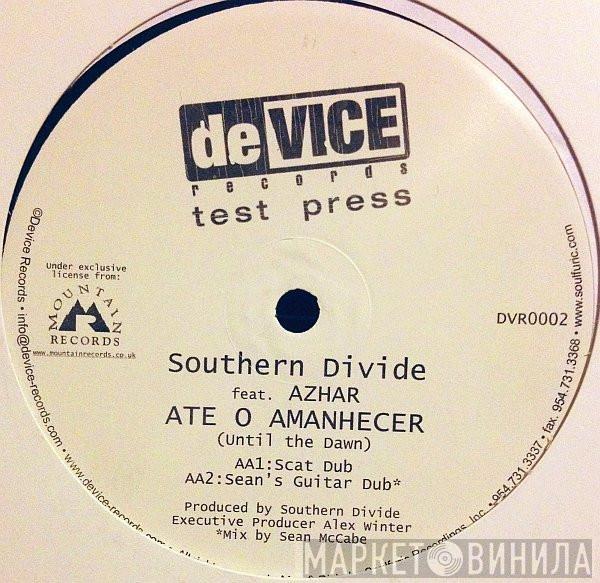 deVICE
records
test press
Under exclusive
license from:
MOUNTAIN
RECORDS
www.mountainrecords.co.uk
DVR0002
Southern Divide
feat. AZHAR
ATE O AMANHECER
(Until the Dawn)
AA1:Scat Dub
AA2:Sean's Guitar Dub*
Produced by Southern Divide
Executive Producer Alex Winter
*Mix by Sean McCabe
©Device Records • info@device-records.com • www.device-records.com •
954.731.3337 • fax. 954.731.3368 • www.soulfuric.com
МАРКЕТ ВИНИЛА